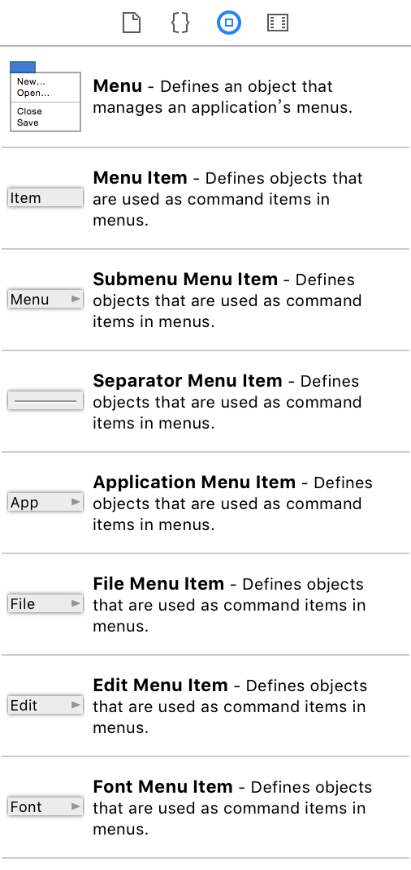 New...
Open...
Close
Save
Menu - Defines an object that
manages an application's menus.
Item
Menu Item - Defines objects that
are used as command items in
menus.
Menu
Submenu Menu Item - Defines
objects that are used as command
items in menus.
Separator Menu Item - Defines
objects that are used as command
items in menus.
App
Application Menu Item - Defines
objects that are used as command
items in menus.
File
File Menu Item - Defines objects
that are used as command items in
menus.
Edit
Edit Menu Item - Defines objects
that are used as command items in
menus.
Font
Font Menu Item - Defines objects
that are used as command items in
menus.